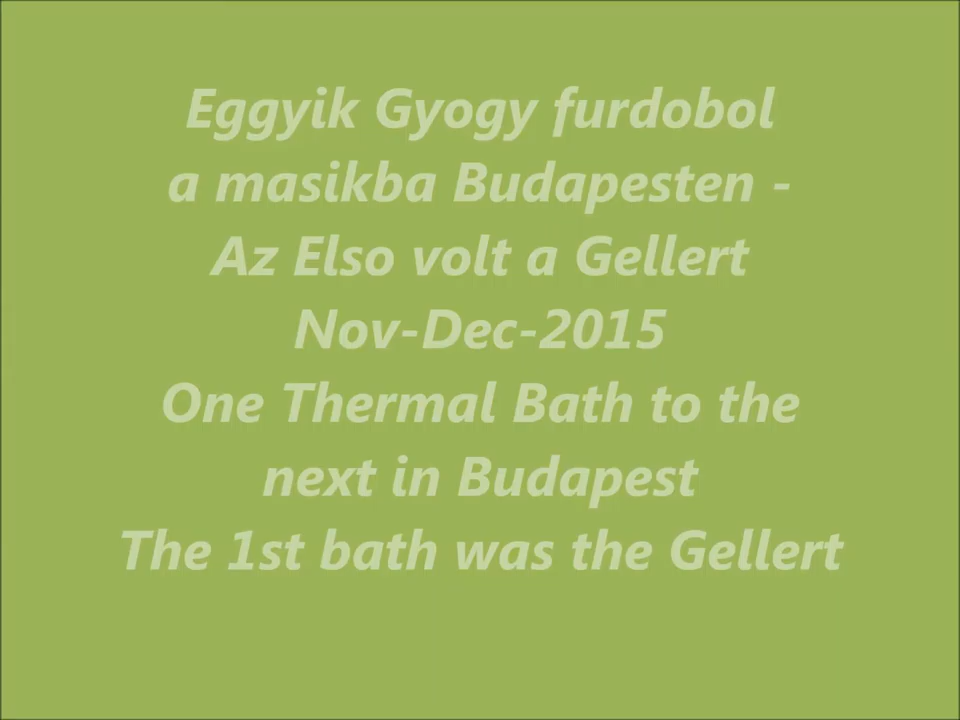 Eggyik Gyogy furdobol
a masikba Budapesten -
Az Elso volt a Gellert
Nov-Dec-2015
One Thermal Bath to the
next in Budapest
The 1st bath was the Gellert